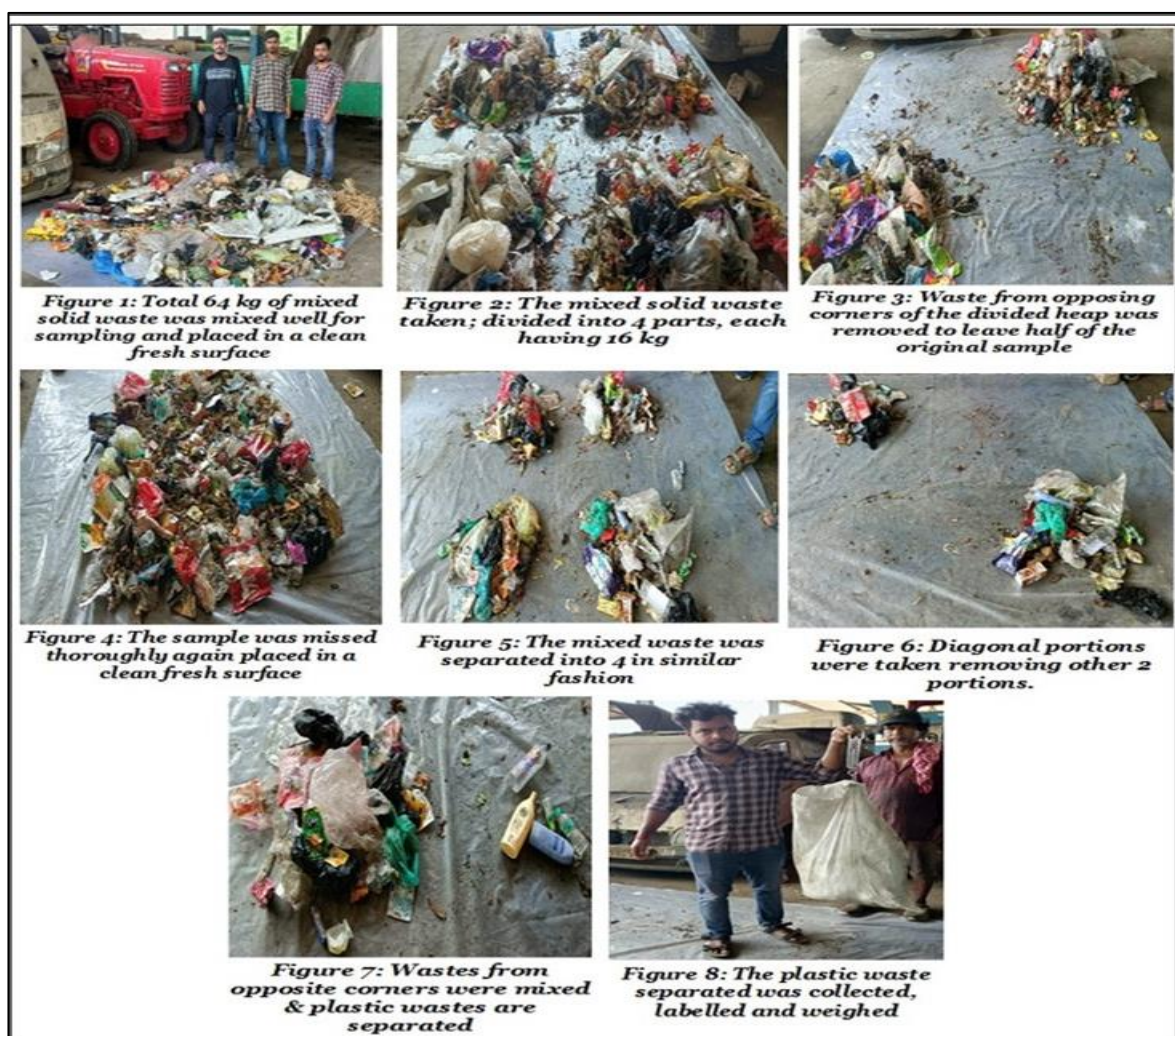 Figure 1: Total 64 kg of mixed
solid waste was mixed well for
sampling and placed in a clean
fresh surface
Figure 2: The mixed solid waste
taken; divided into 4 parts, each
having 16 kg
Figure 3: Waste from opposing
corners of the divided heap was
removed to leave half of the
original sample
Figure 4: The sample was missed
thoroughly again placed in a
clean fresh surface
Figure 5: The mixed waste was
separated into 4 in similar
fashion
Figure 6: Diagonal portions
were taken removing other 2
portions.
Figure 7: Wastes from
opposite corners were mixed
& plastic wastes are
separated
Figure 8: The plastic waste
separated was collected,
labelled and weighed